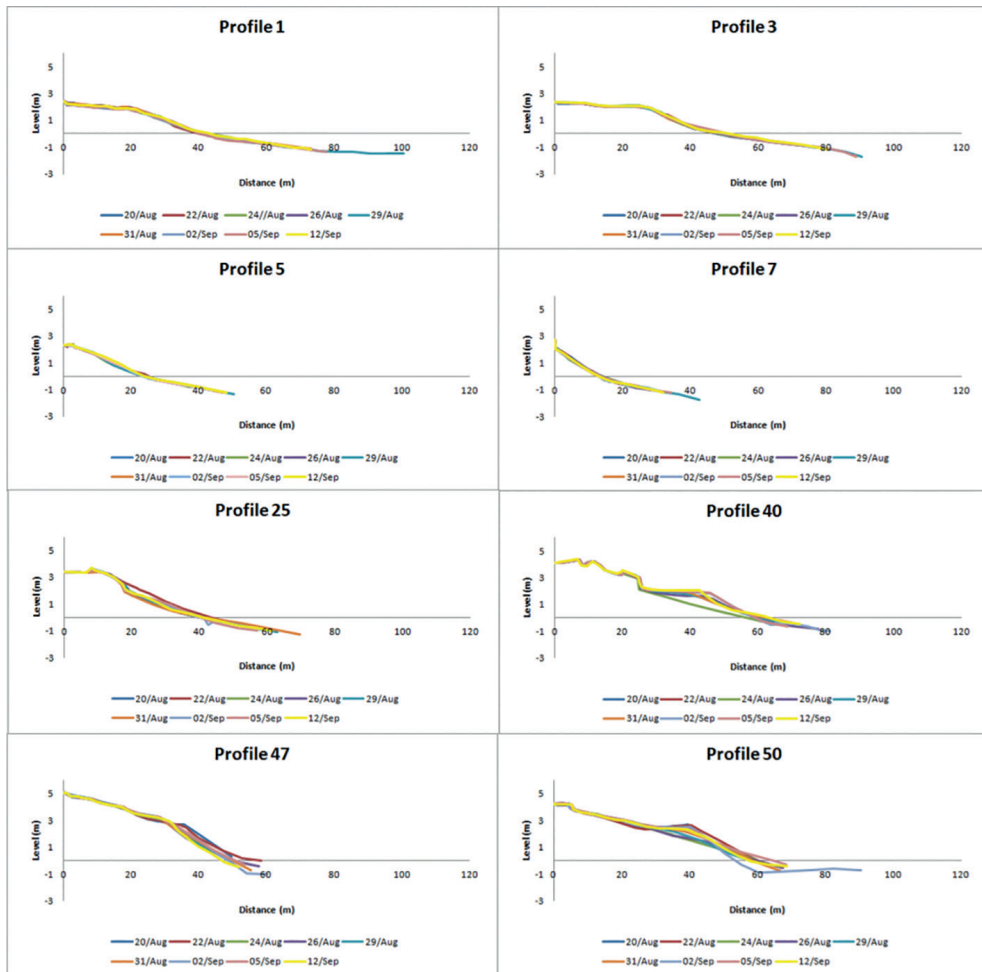 Profile 1
Level (m)
5
3
1
-1
-3
0 20 40 60 80 100 120
Distance (m)
20/Aug 22/Aug 24//Aug 26/Aug 29/Aug
31/Aug 02/Sep 05/Sep 12/Sep
Profile 3
Level (m)
5
3
1
-1
-3
0 20 40 60 80 100 120
Distance (m)
20/Aug 22/Aug 24/Aug 26/Aug 29/Aug
31/Aug 02/Sep 05/Sep 12/Sep
Profile 5
Level (m)
5
3
1
-1
-3
0 20 40 60 80 100 120
Distance (m)
20/Aug 22/Aug 24/Aug 26/Aug 29/Aug
31/Aug 02/Sep 05/Sep 12/Sep
Profile 7
Level (m)
5
3
1
-1
-3
0 20 40 60 80 100 120
Distance (m)
20/Aug 22/Aug 24/Aug 26/Aug 29/Aug
31/Aug 02/Sep 05/Sep 12/Sep
Profile 25
Level (m)
5
3
1
-1
-3
0 20 40 60 80 100 120
Distance (m)
20/Aug 22/Aug 24/Aug 26/Aug 29/Aug
31/Aug 02/Sep 05/Sep 12/Sep
Profile 40
Level (m)
5
3
1
-1
-3
0 20 40 60 80 100 120
Distance (m)
20/Aug 22/Aug 24/Aug 26/Aug 29/Aug
31/Aug 02/Sep 05/Sep 12/Sep
Profile 47
Level (m)
5
3
1
-1
-3
0 20 40 60 80 100 120
Distance (m)
20/Aug 22/Aug 24/Aug 26/Aug 29/Aug
31/Aug 02/Sep 05/Sep 12/Sep
Profile 50
Level (m)
5
3
1
-1
-3
0 20 40 60 80 100 120
Distance (m)
20/Aug 22/Aug 24/Aug 26/Aug 29/Aug
31/Aug 02/Sep 05/Sep 12/Sep